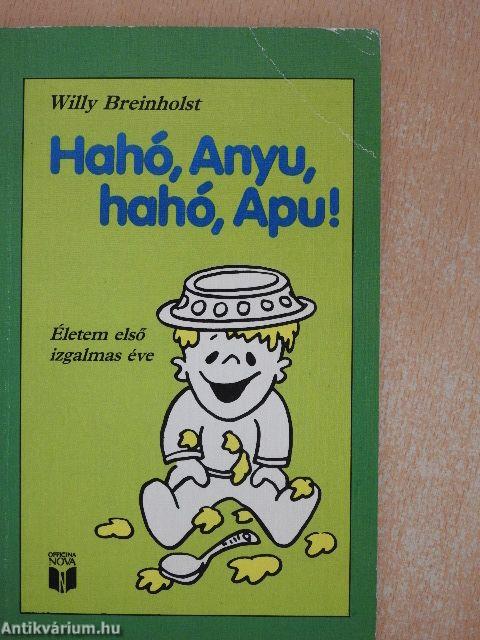 Willy Breinholst
Hahó, Anyu,
hahó, Apu!
Életem első
izgalmas éve
OFFICINA
NOVA
N
Antikvárium.hu